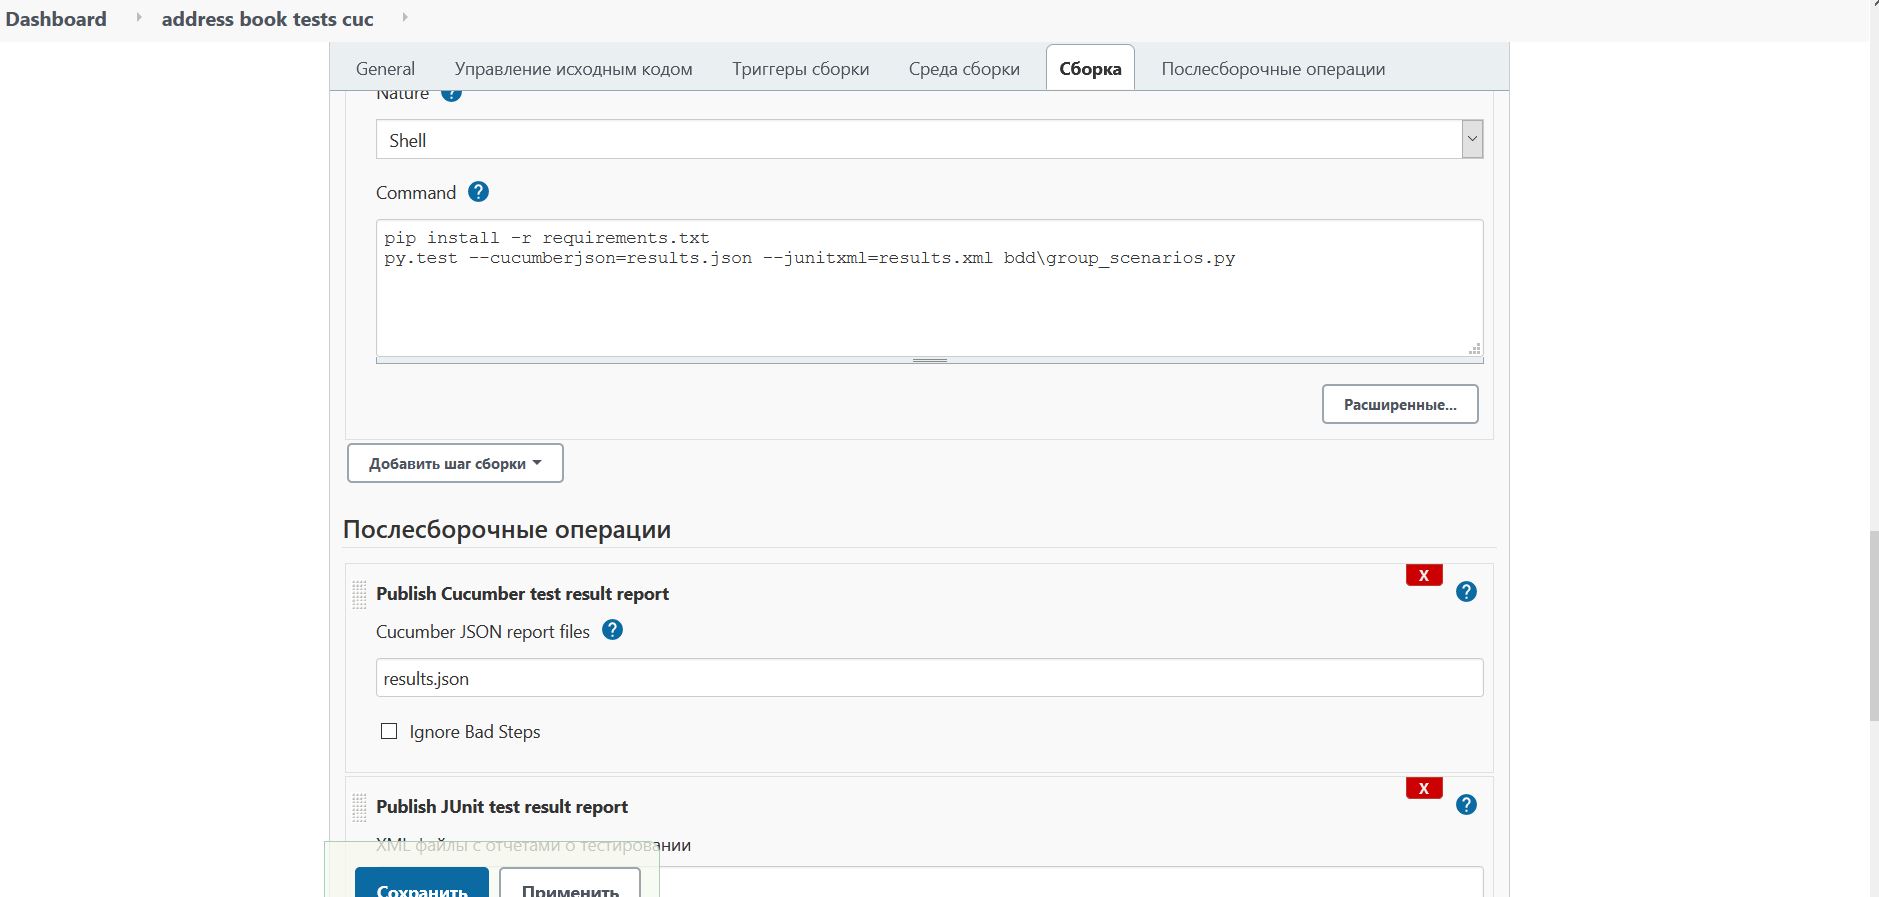 Dashboard address book tests cuc
General Управление исходным кодом Триггеры сборки Среда сборки Сборка Послесборочные операции
Nature ?
Shell
Command ?
pip install -r requirements.txt
py.test --cucumberjson=results.json --junitxml=results.xml bdd\group_scenarios.py
Расширенные...
Добавить шаг сборки
Послесборочные операции
X
Publish Cucumber test result report ?
Cucumber JSON report files ?
results.json
Ignore Bad Steps
X
Publish JUnit test result report ?
XML файлы с отчетами о тестировании
Сохранить Применить